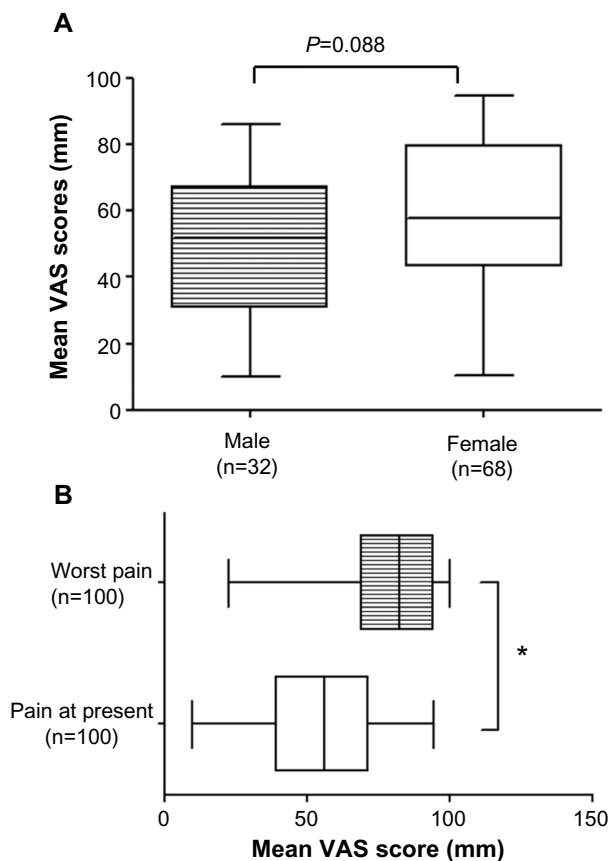 A
P=0.088
Mean VAS scores (mm)
100
80
60
40
20
0
Male
(n=32)
Female
(n=68)
B
Worst pain
(n=100)
*
Pain at present
(n=100)
0
50
100
150
Mean VAS score (mm)